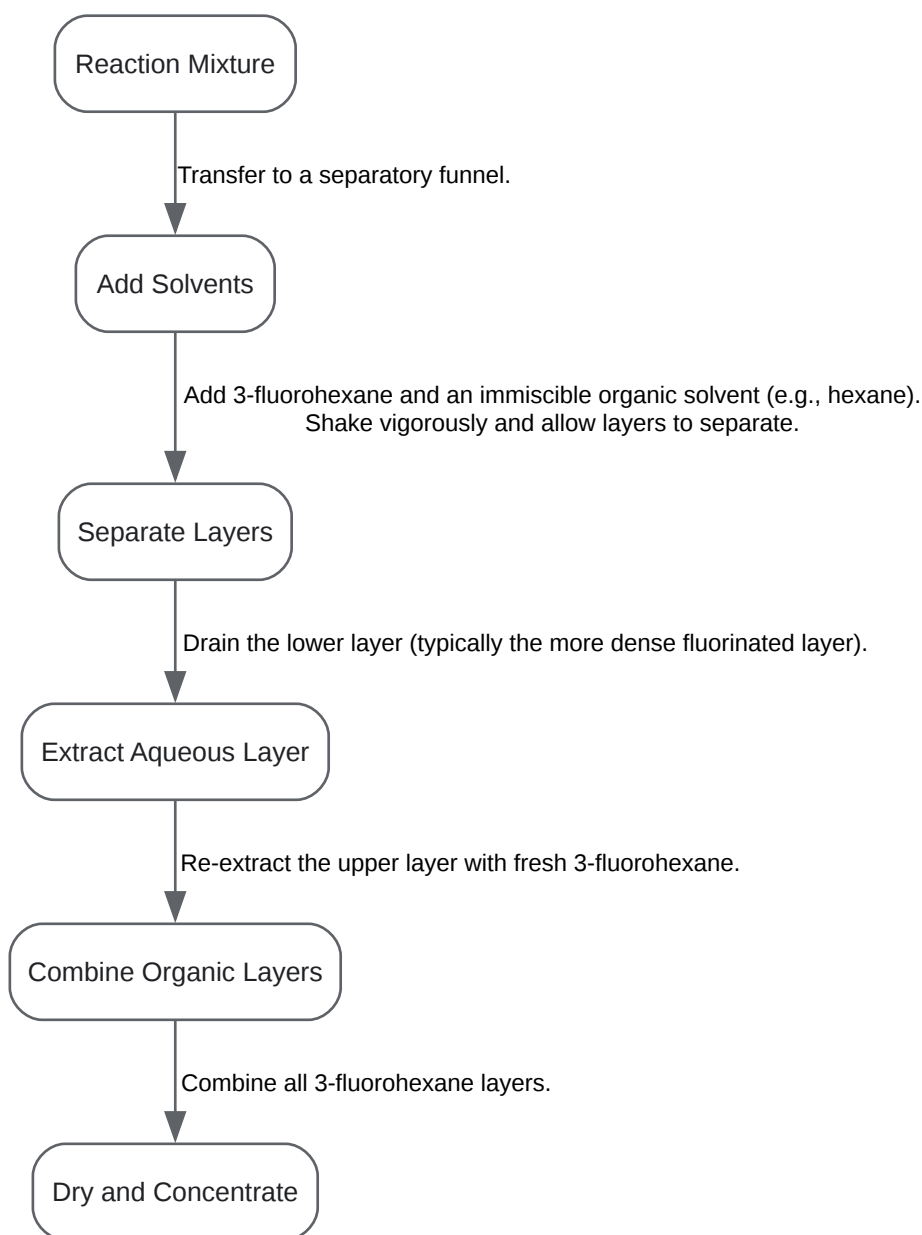 Reaction Mixture
Transfer to a separatory funnel.
Add Solvents
Add 3-fluorohexane and an immiscible organic solvent (e.g., hexane).
Shake vigorously and allow layers to separate.
Separate Layers
Drain the lower layer (typically the more dense fluorinated layer).
Extract Aqueous Layer
Re-extract the upper layer with fresh 3-fluorohexane.
Combine Organic Layers
Combine all 3-fluorohexane layers.
Dry and Concentrate